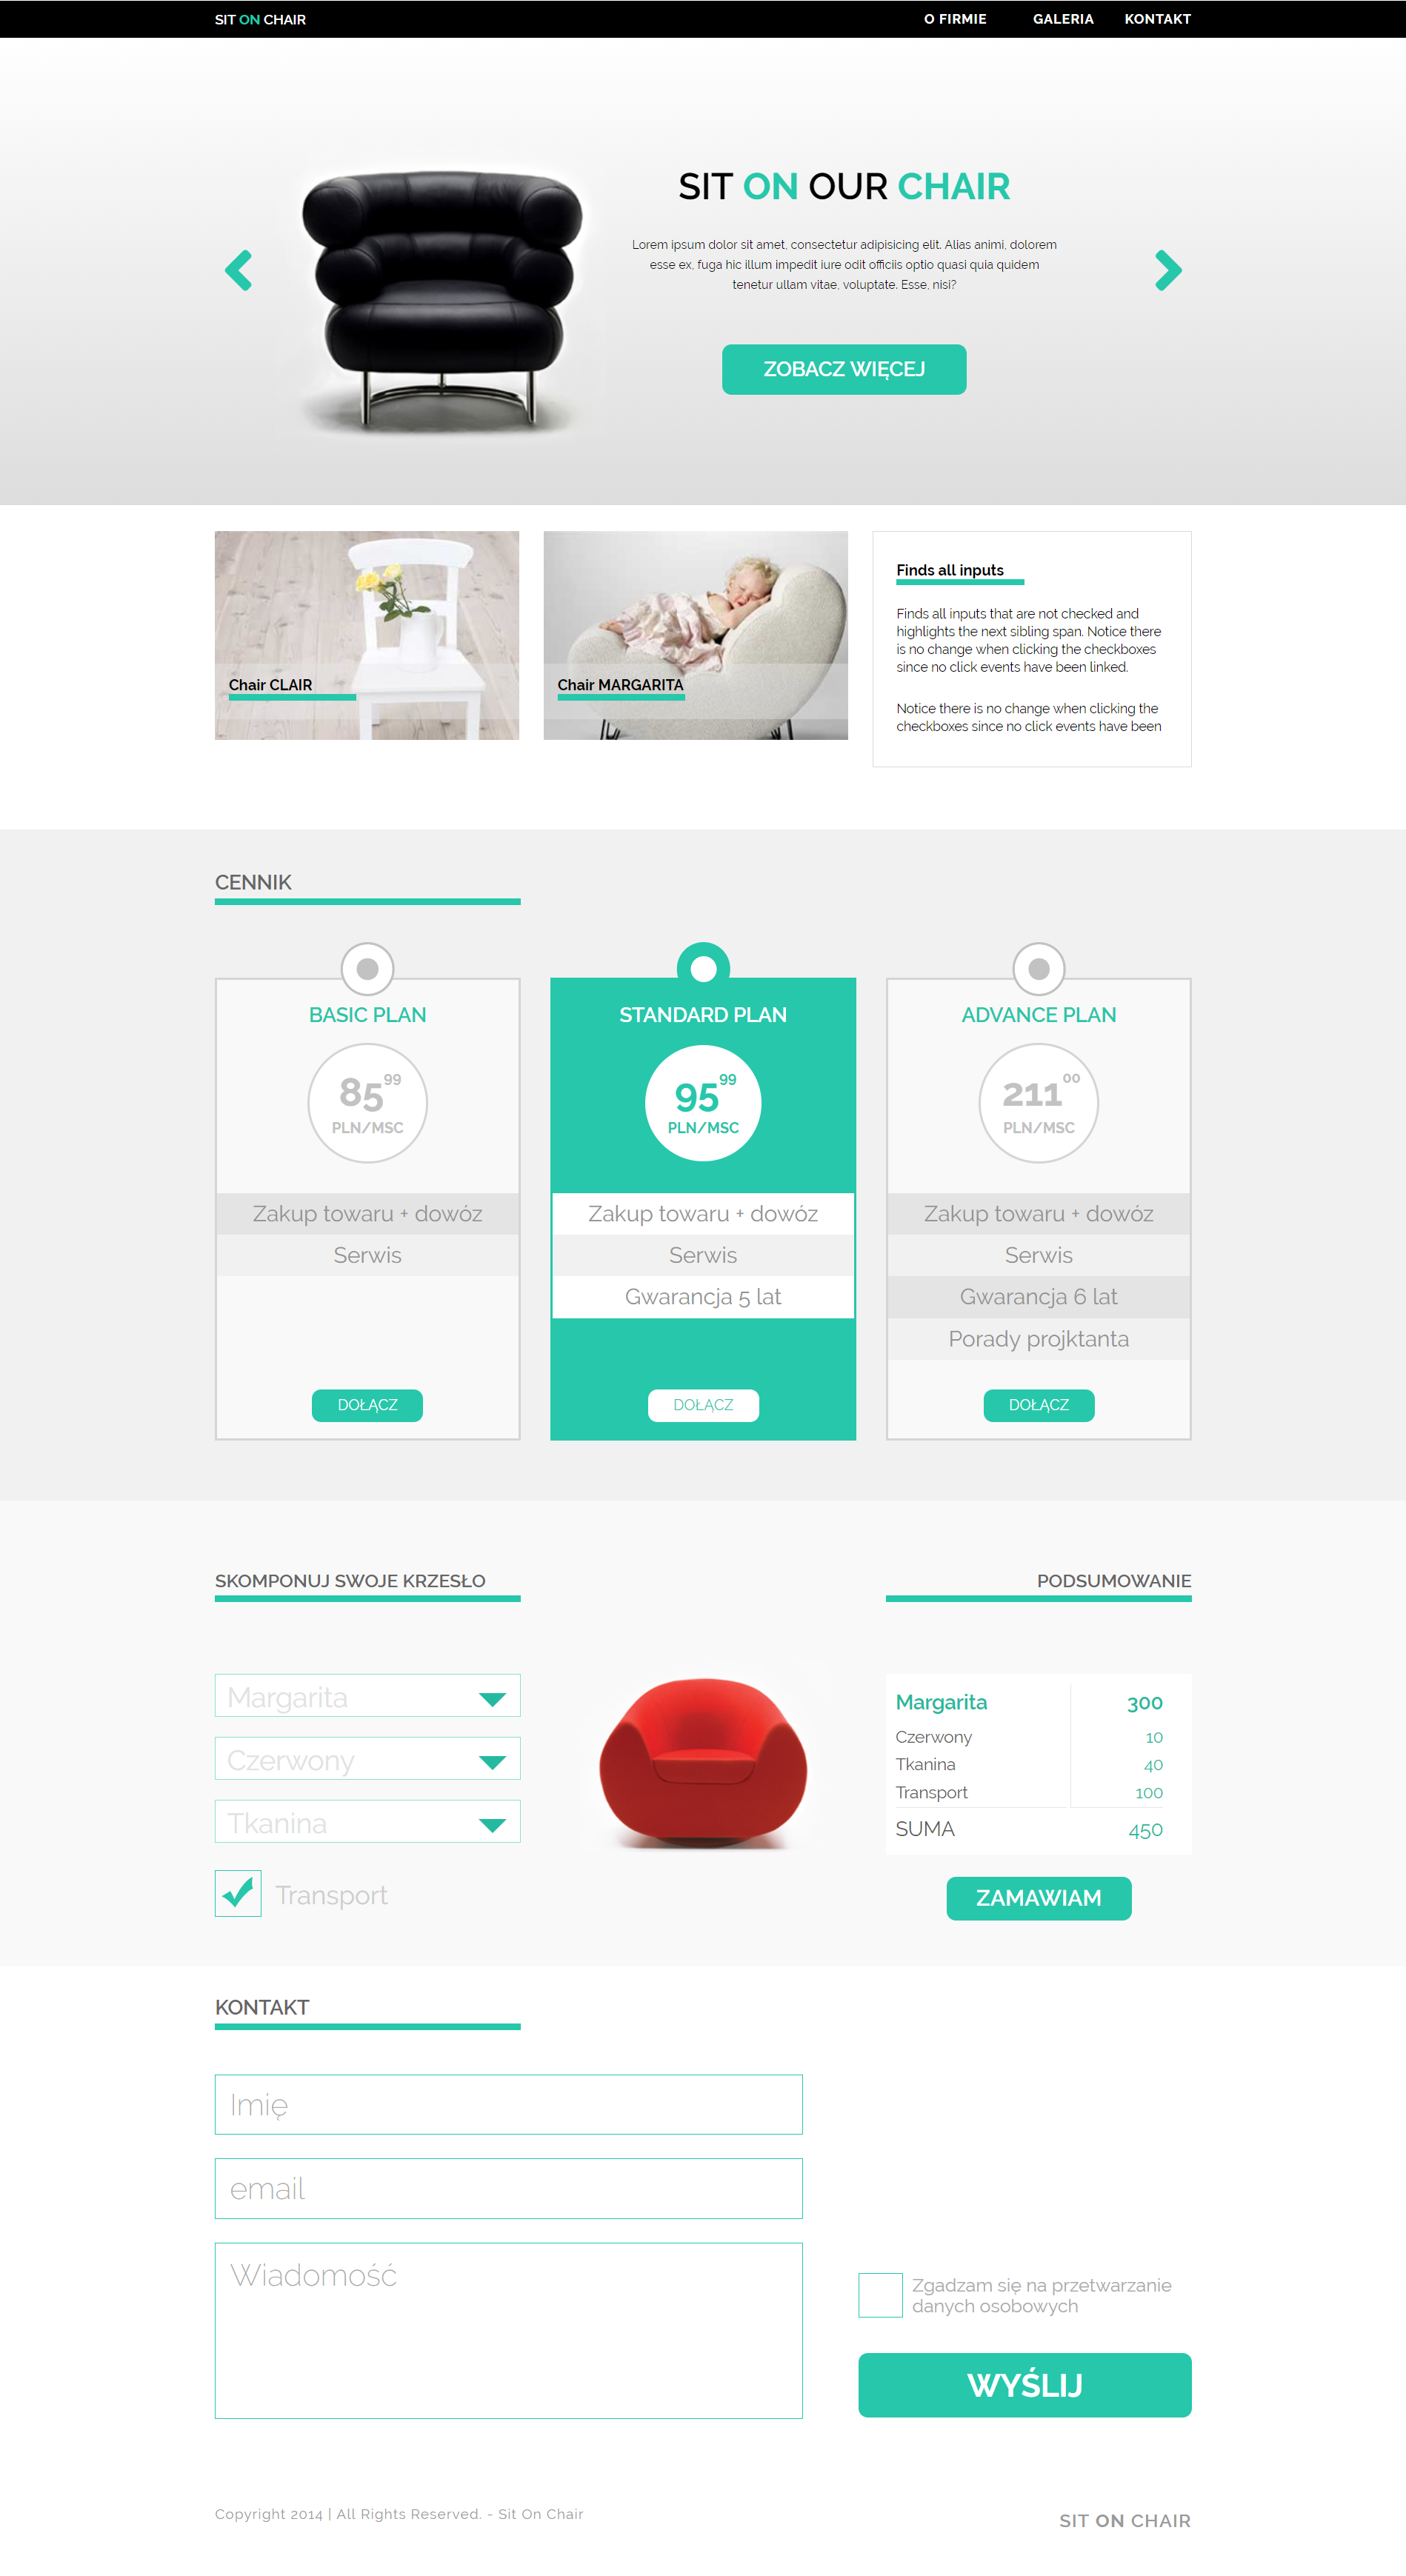 SIT ON CHAIR
O FIRMIE GALERIA KONTAKT
SIT ON OUR CHAIR
Lorem ipsum dolor sit amet, consectetur adipisicing elit. Alias animi, dolorem
esse ex, fuga hic illum impedit iure odit officiis optio quasi quia quidem
tenetur ullam vitae, voluptate. Esse, nisi?
ZOBACZ WIĘCEJ
Chair CLAIR
Chair MARGARITA
Finds all inputs
Finds all inputs that are not checked and
highlights the next sibling span. Notice there
is no change when clicking the checkboxes
since no click events have been linked.
Notice there is no change when clicking the
checkboxes since no click events have been
CENNIK
BASIC PLAN
85 99
PLN/MSC
Zakup towaru + dowóz
Serwis
DOŁĄCZ
STANDARD PLAN
95 99
PLN/MSC
Zakup towaru + dowóz
Serwis
Gwarancja 5 lat
DOŁĄCZ
ADVANCE PLAN
211 00
PLN/MSC
Zakup towaru + dowóz
Serwis
Gwarancja 6 lat
Porady projktanta
DOŁĄCZ
SKOMPONUJ SWOJE KRZESŁO
Margarita
Czerwony
Tkanina
Transport
PODSUMOWANIE
Margarita 300
Czerwony 10
Tkanina 40
Transport 100
SUMA 450
ZAMAWIAM
KONTAKT
Imię
email
Wiadomość
Zgadzam się na przetwarzanie
danych osobowych
WYŚLIJ
Copyright 2014 | All Rights Reserved. - Sit On Chair
SIT ON CHAIR